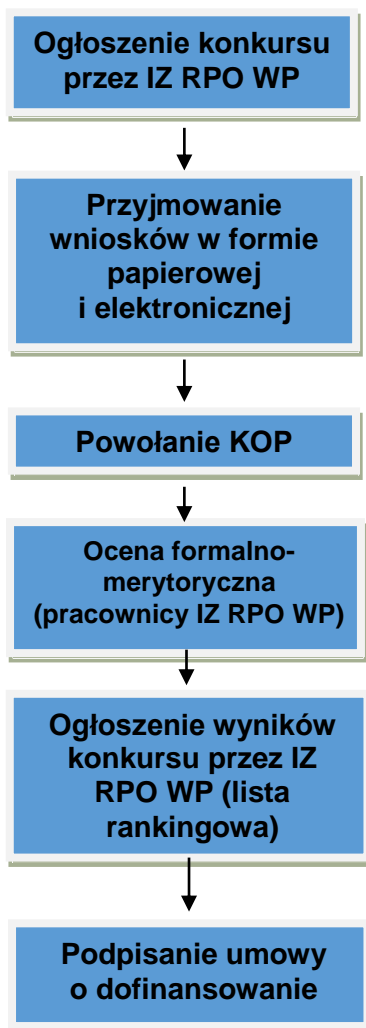 Ogłoszenie konkursu
przez IZ RPO WP
Przyjmowanie
wniosków w formie
papierowej
i elektronicznej
Powołanie KOP
Ocena formalno-
merytoryczna
(pracownicy IZ RPO WP)
Ogłoszenie wyników
konkursu przez IZ
RPO WP (lista
rankingowa)
Podpisanie umowy
o dofinansowanie